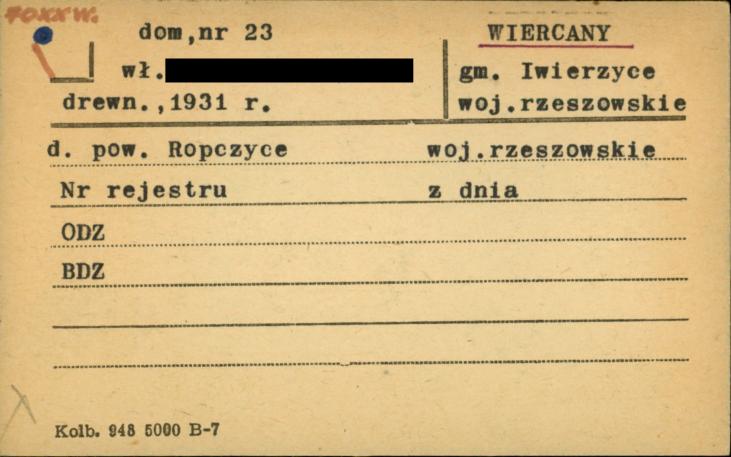 70XX W.
dom,nr 23
WIERCANY
wł.
gm. Iwierzyce
drewn.,1931 r.
woj.rzeszowskie
d. pow. Ropczyce woj.rzeszowskie
Nr rejestru z dnia
ODZ
BDZ
Kolb. 948 5000 B-7